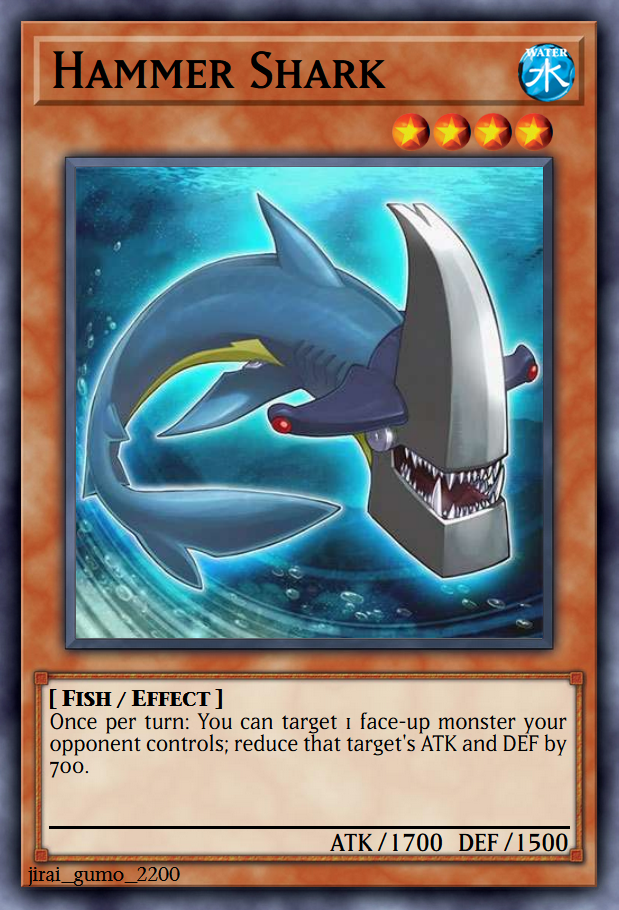 Hammer Shark
WATER
水
[ Fish / Effect ]
Once per turn: You can target 1 face-up monster your
opponent controls; reduce that target's ATK and DEF by
700.
ATK/1700 DEF/1500
jirai_gumo_2200